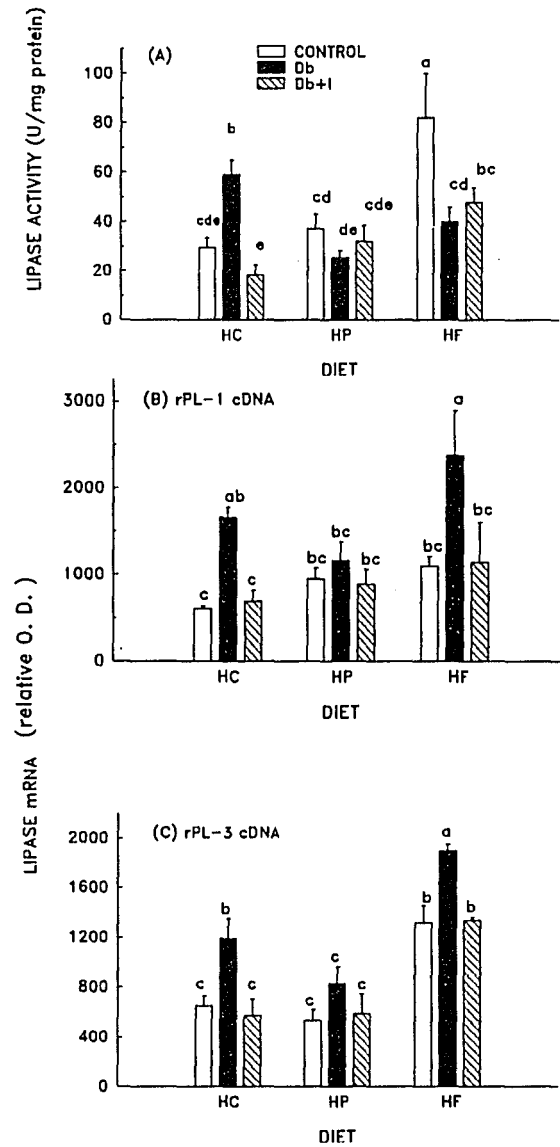 (A)
CONTROL
Db
Db+I
LIPASE ACTIVITY (U/mg protein)
100
80
60
40
20
0
cde
b
e
cd
de
cde
a
cd
bc
HC
HP
HF
DIET
(B) rPL-1 cDNA
3000
2000
1000
0
c
ab
c
bc
bc
bc
bc
a
bc
HC
HP
HF
DIET
LIPASE mRNA (relative O. D.)
(C) rPL-3 cDNA
2000
1600
1200
800
400
0
c
b
c
c
c
c
b
a
b
HC
HP
HF
DIET